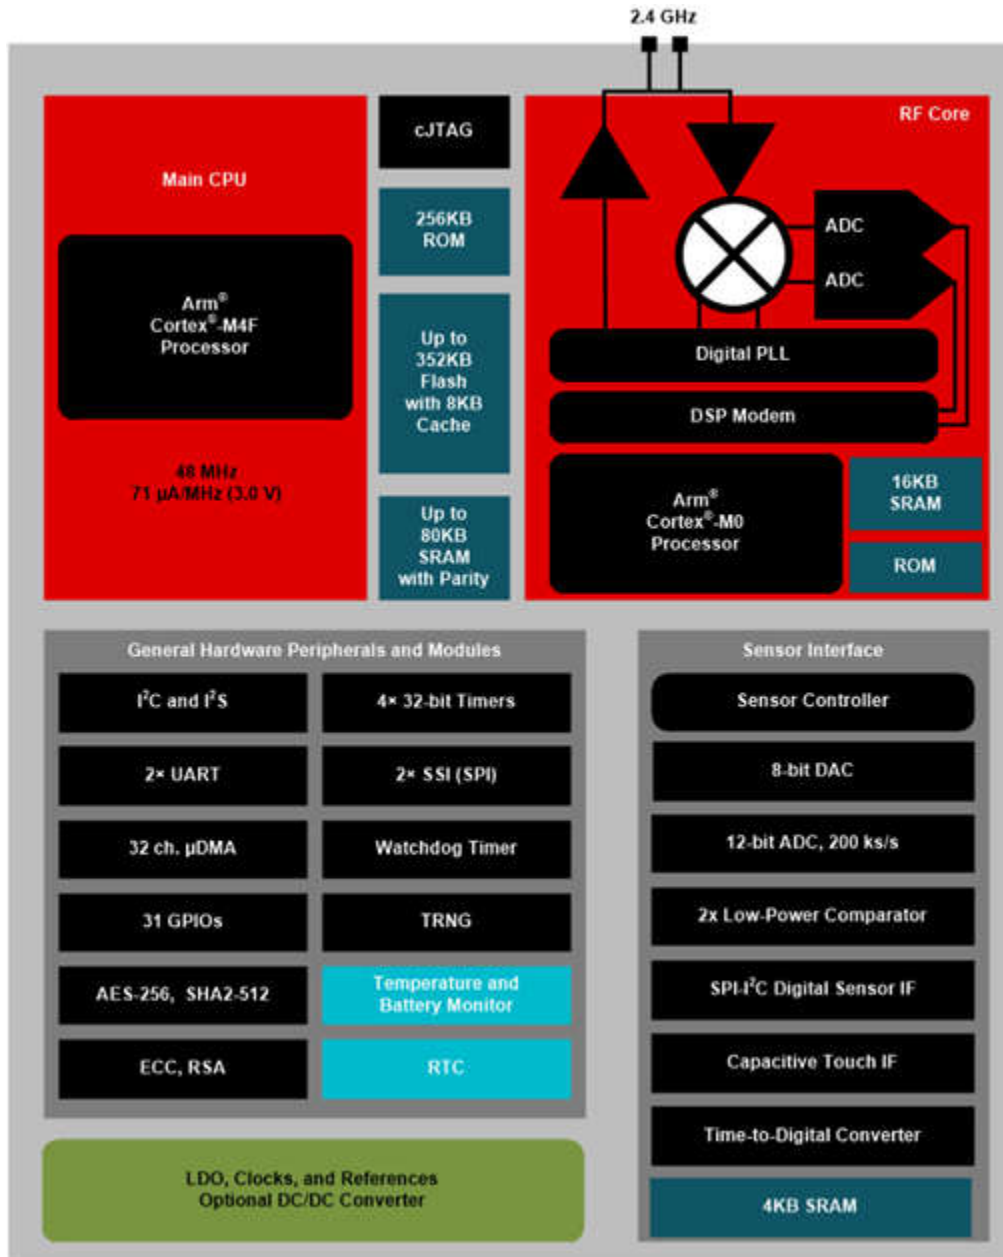 2.4 GHz
Main CPU
Arm®
Cortex®-M4F
Processor
48 MHz
71 µA/MHz (3.0 V)
cJTAG
256KB
ROM
Up to
352KB
Flash
with 8KB
Cache
Up to
80KB
SRAM
with Parity
RF Core
ADC
ADC
Digital PLL
DSP Modem
Arm®
Cortex®-M0
Processor
16KB
SRAM
ROM
General Hardware Peripherals and Modules
I²C and I²S
4× 32-bit Timers
2× UART
2× SSI (SPI)
32 ch. µDMA
Watchdog Timer
31 GPIOs
TRNG
AES-256, SHA2-512
Temperature and
Battery Monitor
ECC, RSA
RTC
LDO, Clocks, and References
Optional DC/DC Converter
Sensor Interface
Sensor Controller
8-bit DAC
12-bit ADC, 200 ks/s
2x Low-Power Comparator
SPI-I²C Digital Sensor IF
Capacitive Touch IF
Time-to-Digital Converter
4KB SRAM